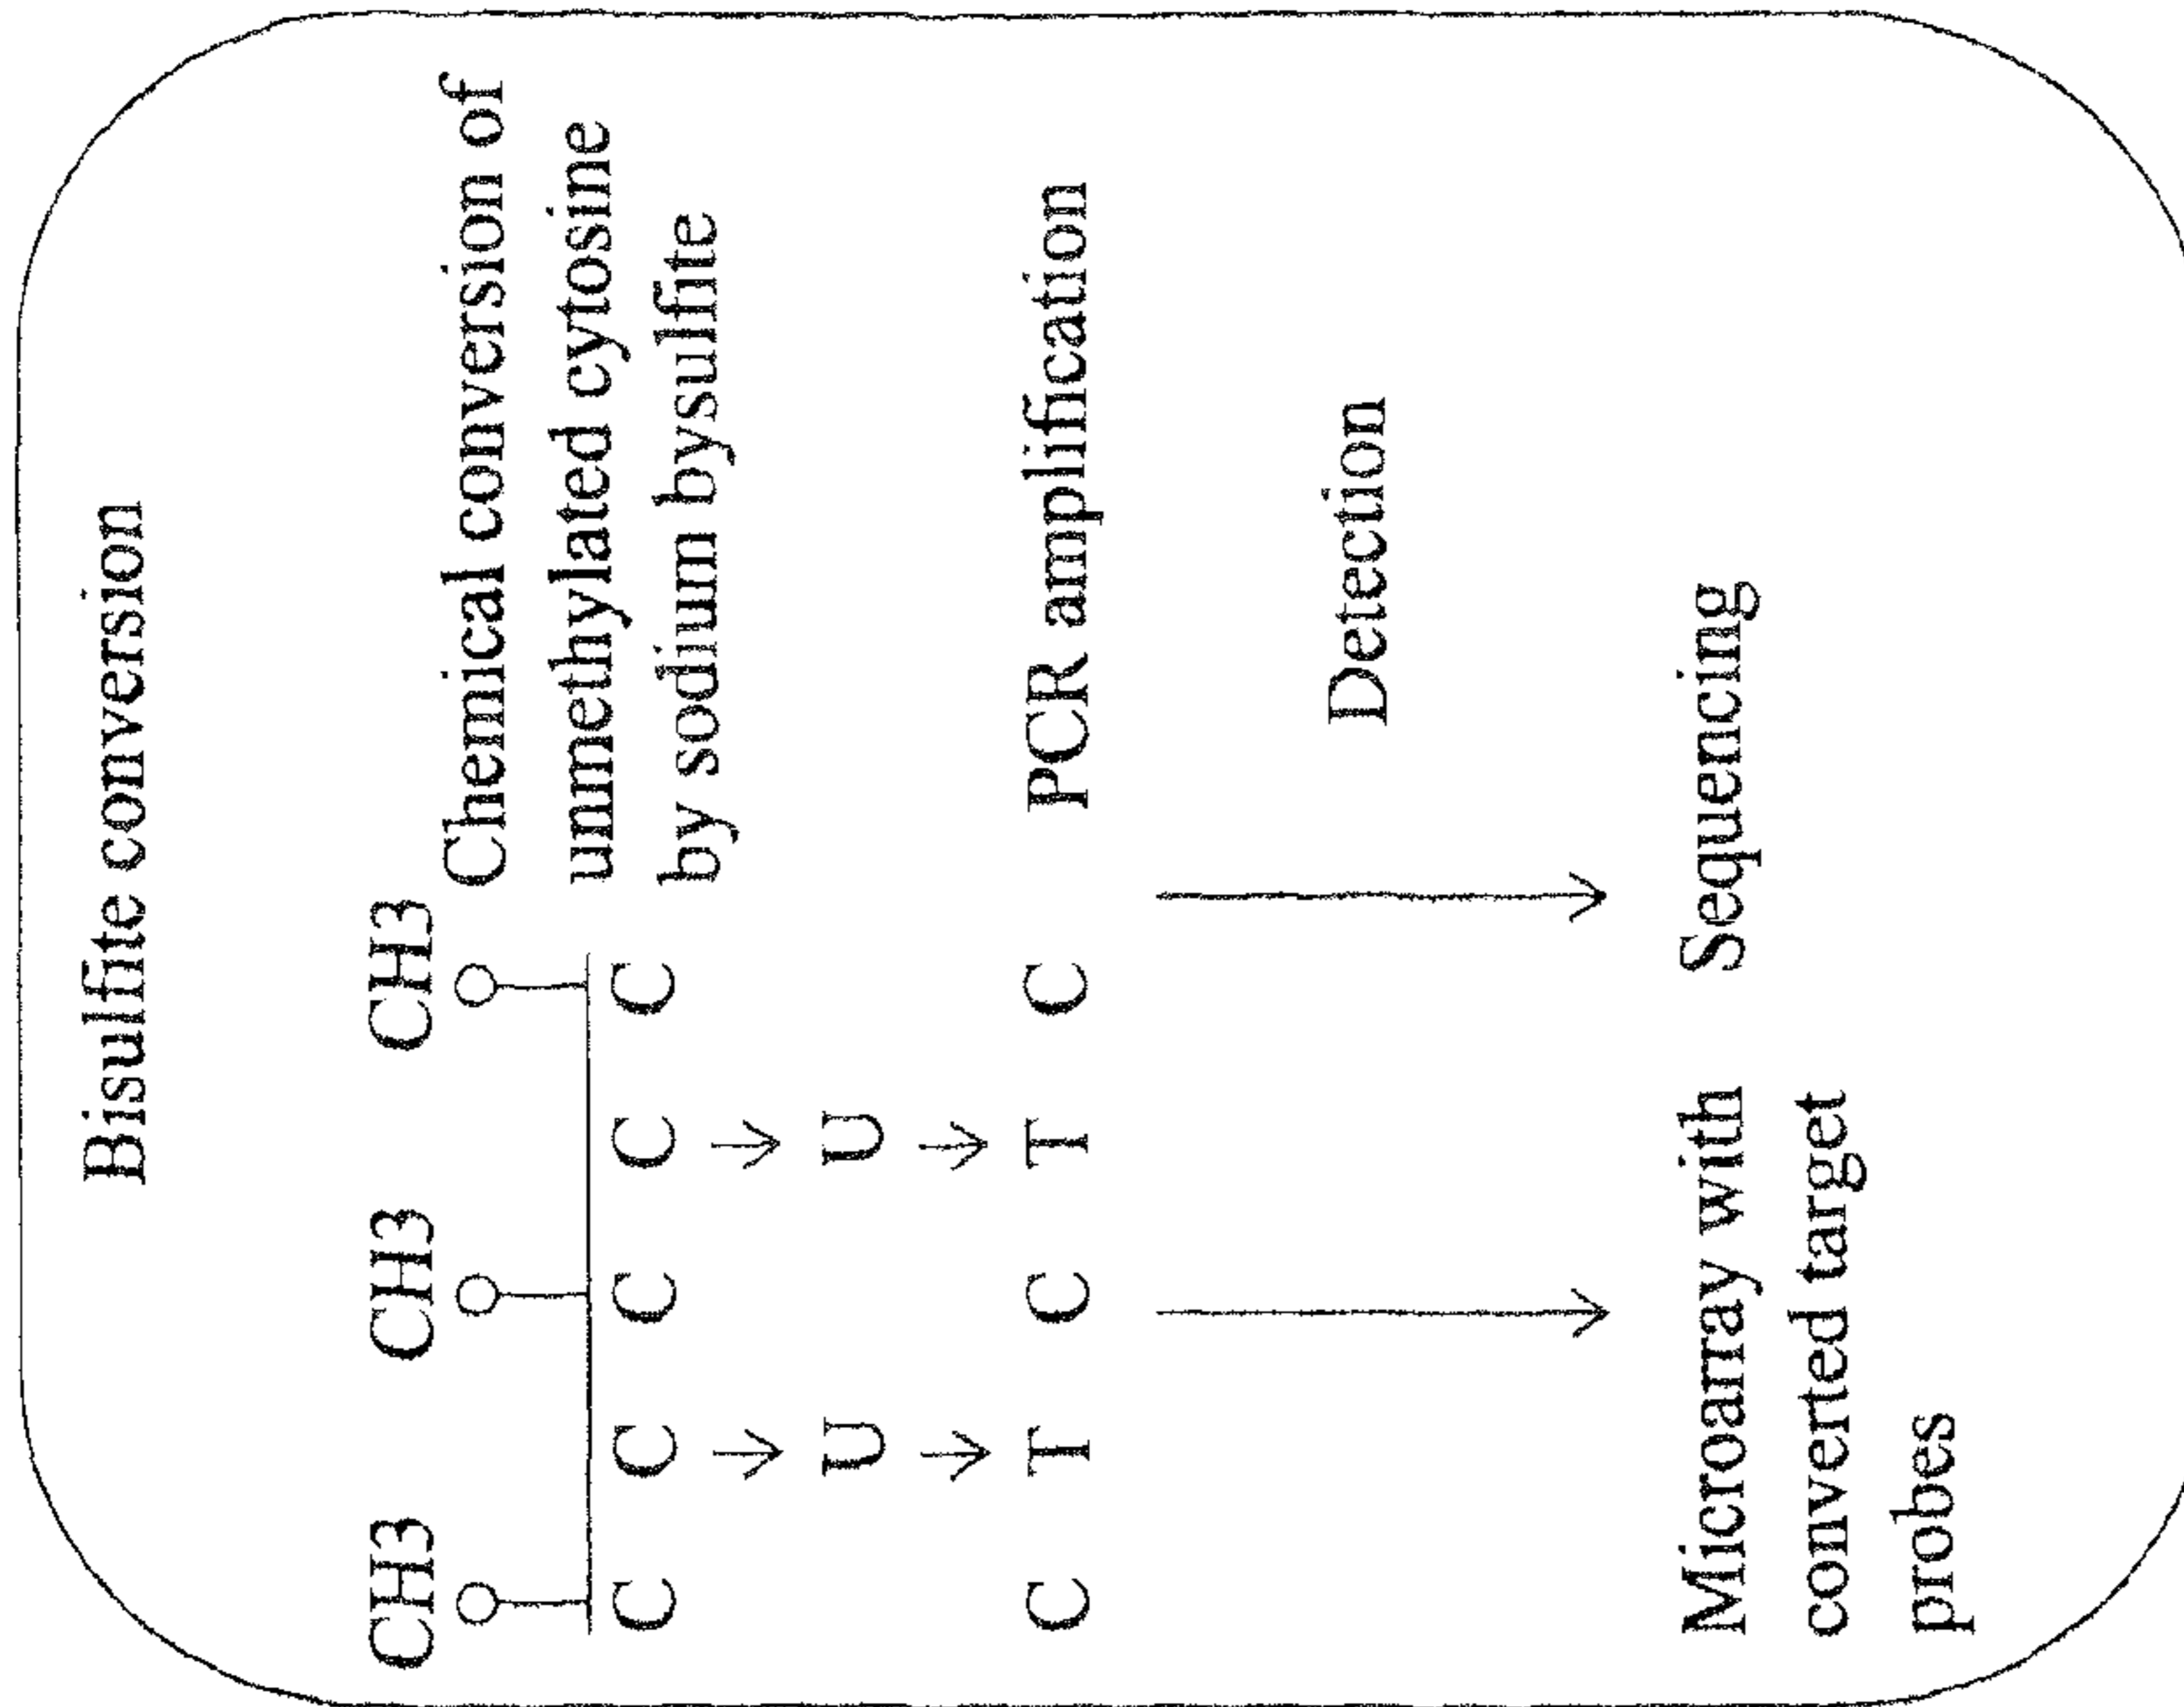 Bisulfite conversion
CH3 CH3 CH3
Chemical conversion of
unmethylated cytosine
by sodium bysulfite
C C C C C
U U
C T C T C
PCR amplification
Detection
Microarray with
converted target
probes
Sequencing